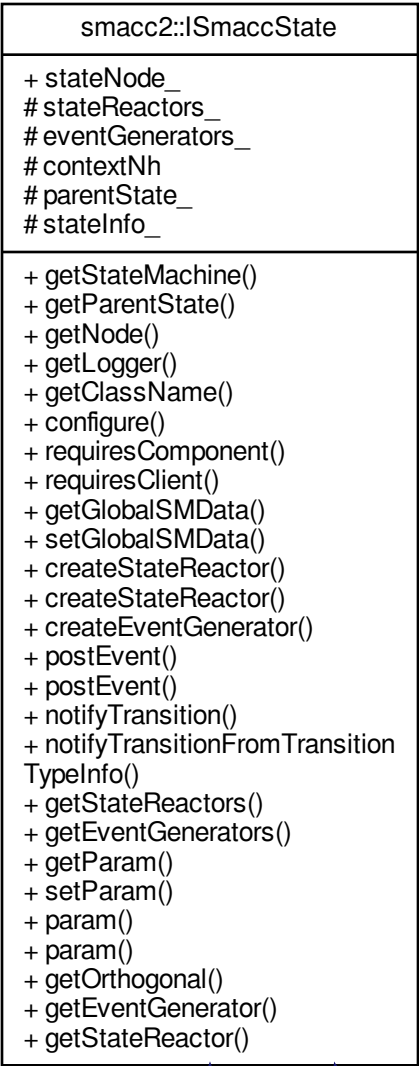 smacc2::ISmaccState
+ stateNode_
# stateReactors_
# eventGenerators_
# contextNh
# parentState_
# stateInfo_
+ getStateMachine()
+ getParentState()
+ getNode()
+ getLogger()
+ getClassName()
+ configure()
+ requiresComponent()
+ requiresClient()
+ getGlobalSMData()
+ setGlobalSMData()
+ createStateReactor()
+ createStateReactor()
+ createEventGenerator()
+ postEvent()
+ postEvent()
+ notifyTransition()
+ notifyTransitionFromTransition
TypeInfo()
+ getStateReactors()
+ getEventGenerators()
+ getParam()
+ setParam()
+ param()
+ param()
+ getOrthogonal()
+ getEventGenerator()
+ getStateReactor()